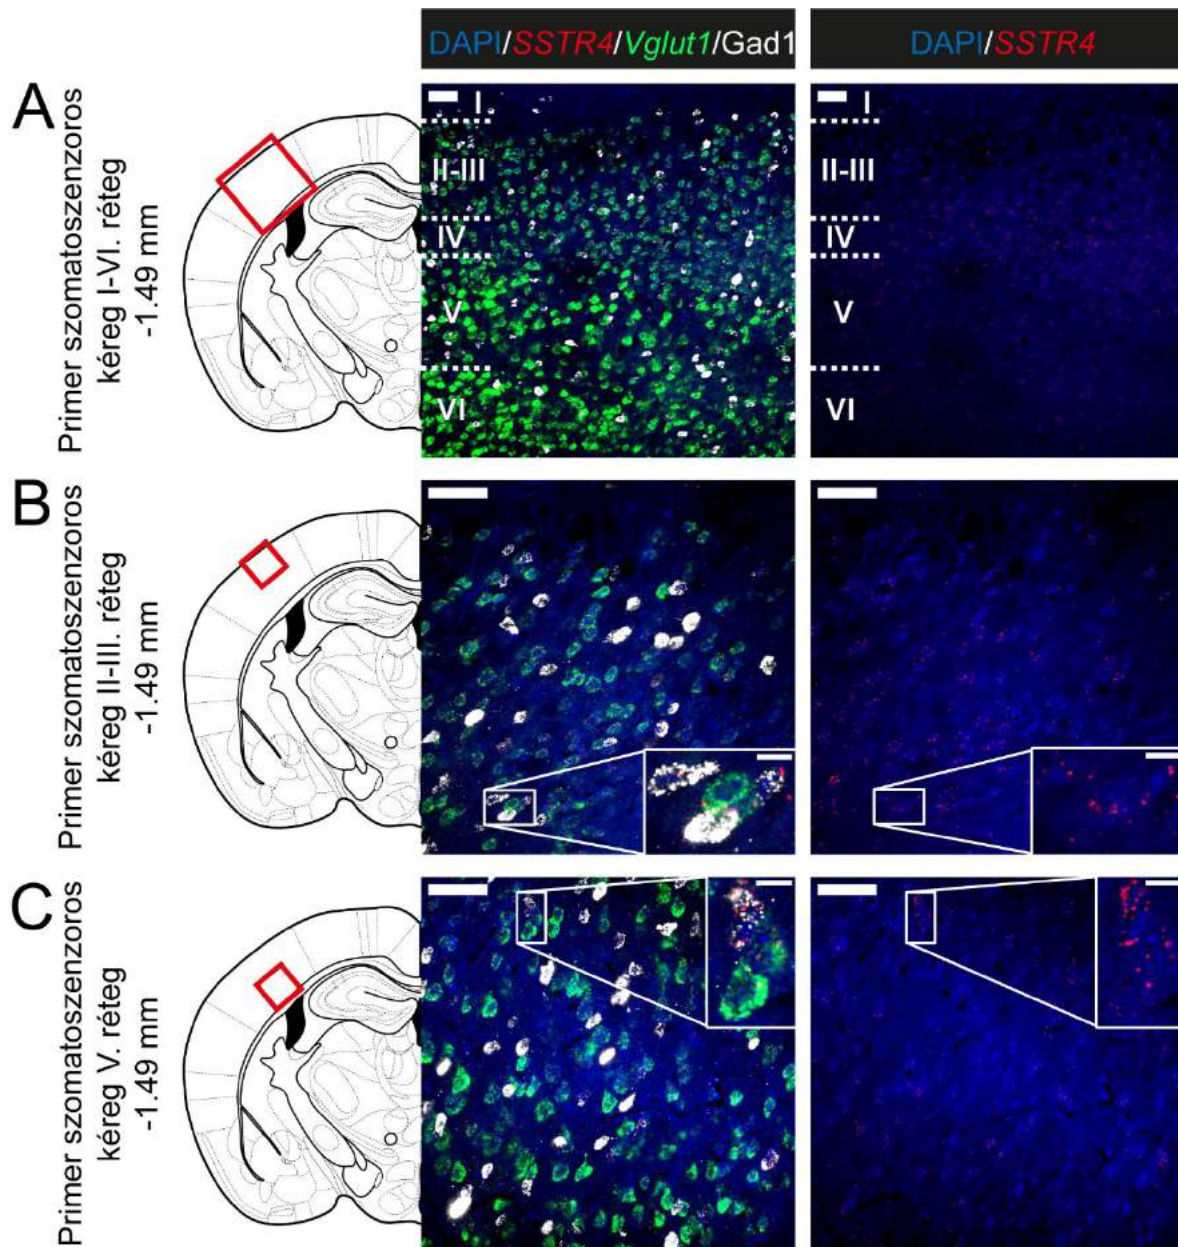 DAPI/SSTR4/Vglut1/Gad1
DAPI/SSTR4
A
Primer szomatoszenzoros
kéreg I-VI. réteg
-1.49 mm
I
II-III
IV
V
VI
I
II-III
IV
V
VI
B
Primer szomatoszenzoros
kéreg II-III. réteg
-1.49 mm
C
Primer szomatoszenzoros
kéreg V. réteg
-1.49 mm